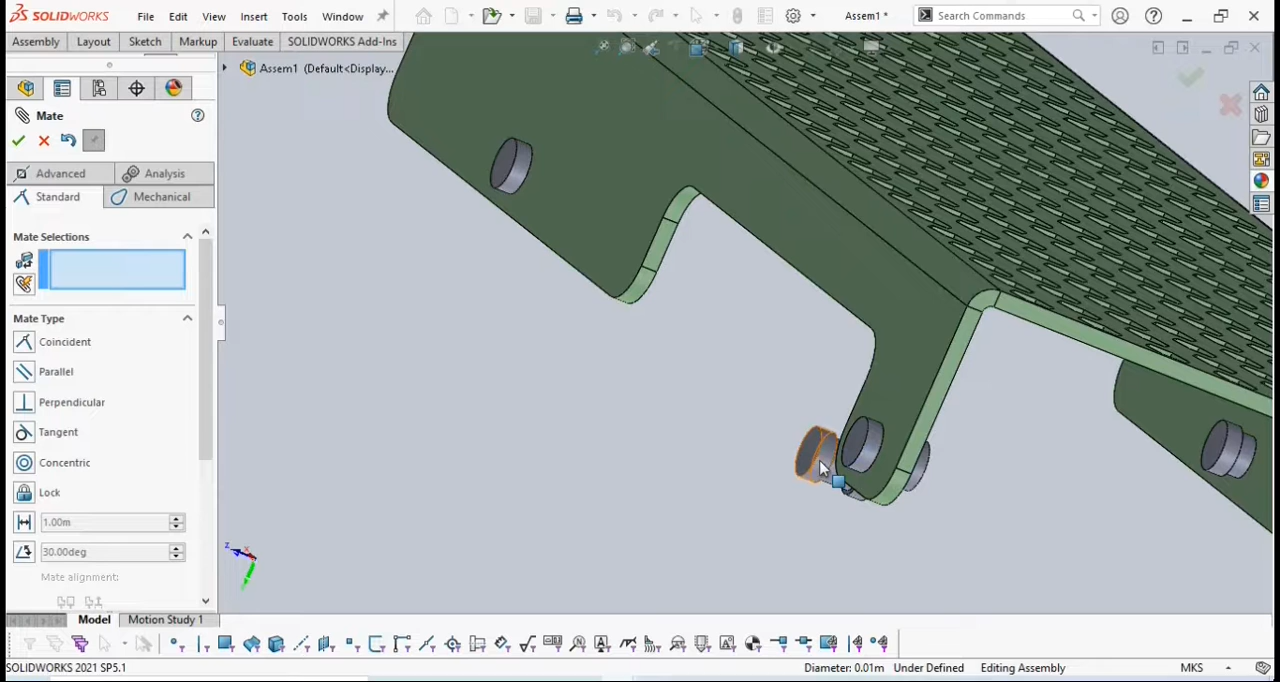 SOLIDWORKS File Edit View Insert Tools Window Assem1 * Search Commands
Assembly Layout Sketch Markup Evaluate SOLIDWORKS Add-Ins
Assem1 (Default<Display...
Mate
Advanced Analysis
Standard Mechanical
Mate Selections
Mate Type
Coincident
Parallel
Perpendicular
Tangent
Concentric
Lock
1.00m
30.00deg
Mate alignment:
z x y
Model Motion Study 1
SOLIDWORKS 2021 SP5.1 Diameter: 0.01m Under Defined Editing Assembly MKS